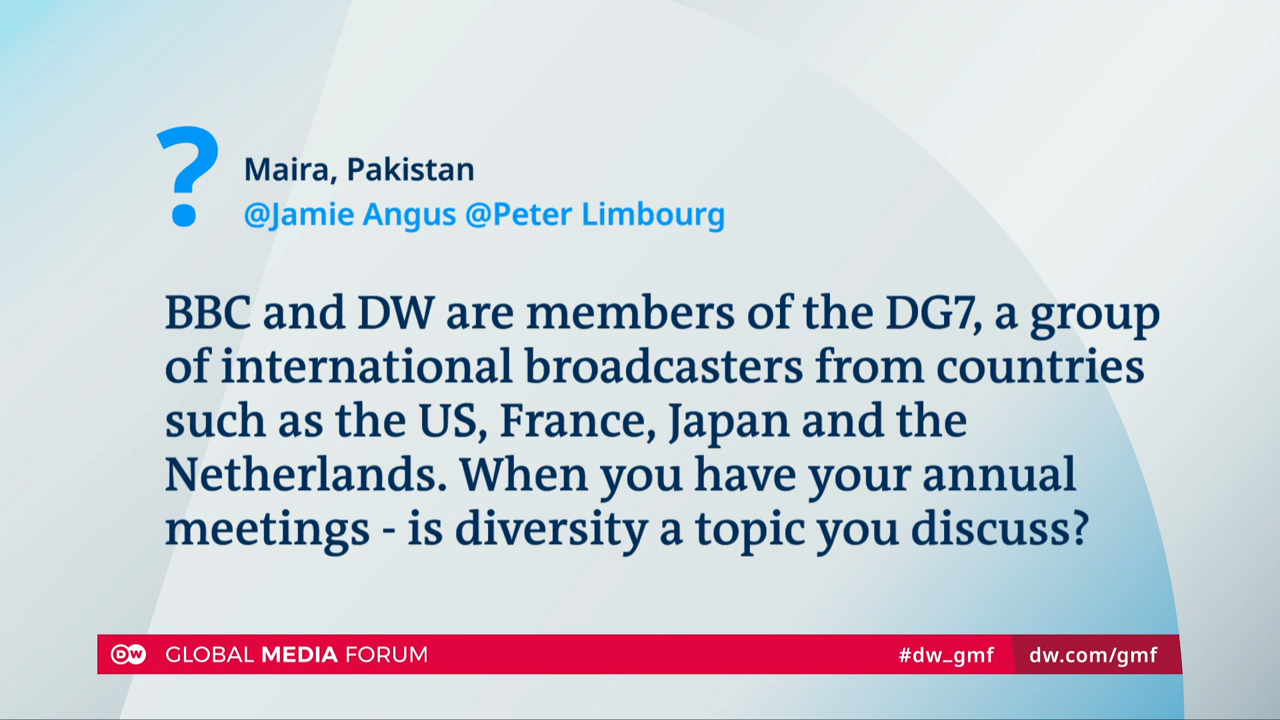 ?
Maira, Pakistan
@Jamie Angus @Peter Limbourg
BBC and DW are members of the DG7, a group
of international broadcasters from countries
such as the US, France, Japan and the
Netherlands. When you have your annual
meetings - is diversity a topic you discuss?
DW GLOBAL MEDIA FORUM #dw_gmf dw.com/gmf